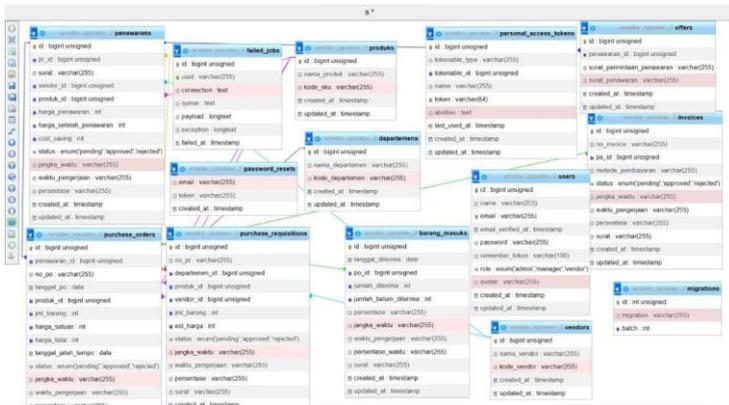 penawarans
id : bigint unsigned
pr_id : bigint unsigned
surat : varchar(255)
vendor_id : bigint unsigned
produk_id : bigint unsigned
harga_penawaran : int
harga_setelah_penawaran : int
cost_saving : int
status : enum('pending','approved','rejected')
jangka_waktu : varchar(255)
waktu_pengerjaan : varchar(255)
persentase : varchar(255)
created_at : timestamp
updated_at : timestamp
failed_jobs
id : bigint unsigned
uuid : varchar(255)
connection : text
queue : text
payload : longtext
exception : longtext
failed_at : timestamp
produks
id : bigint unsigned
name_produk : varchar(255)
kode_sku : varchar(255)
created_at : timestamp
updated_at : timestamp
personal_access_tokens
id : bigint unsigned
tokenable_type : varchar(255)
tokenable_id : bigint unsigned
name : varchar(255)
token : varchar(64)
abilities : text
last_used_at : timestamp
created_at : timestamp
updated_at : timestamp
offers
id : bigint unsigned
penawaran_id : bigint unsigned
surat_permintaan_penawaran : varchar(255)
surat_penawaran : varchar(255)
created_at : timestamp
updated_at : timestamp
invoices
id : bigint unsigned
no_invoice : varchar(255)
po_id : bigint unsigned
metode_pembayaran : varchar(255)
status : enum('pending','approved','rejected')
jangka_waktu : varchar(255)
waktu_pengerjaan : varchar(255)
persentase : varchar(255)
surat : varchar(255)
created_at : timestamp
updated_at : timestamp
departemens
id : bigint unsigned
nama_departemen : varchar(255)
kode_departemen : varchar(255)
created_at : timestamp
updated_at : timestamp
password_resets
email : varchar(255)
token : varchar(255)
created_at : timestamp
users
id : bigint unsigned
name : varchar(255)
email : varchar(255)
email_verified_at : timestamp
password : varchar(255)
remember_token : varchar(100)
role : enum('admin','manager','vendor')
avatar : varchar(255)
created_at : timestamp
updated_at : timestamp
purchase_orders
id : bigint unsigned
penawaran_id : bigint unsigned
no_po : varchar(255)
tanggal_po : date
produk_id : bigint unsigned
jml_barang : int
harga_satuan : int
harga_total : int
tanggal_jatuh_tempo : date
status : enum('pending','approved','rejected')
jangka_waktu : varchar(255)
waktu_pengerjaan : varchar(255)
purchase_requisitions
id : bigint unsigned
no_pr : varchar(255)
departemen_id : bigint unsigned
produk_id : bigint unsigned
vendor_id : bigint unsigned
jml_barang : int
est_harga : int
status : enum('pending','approved','rejected')
jangka_waktu : varchar(255)
waktu_pengerjaan : varchar(255)
persentase : varchar(255)
surat : varchar(255)
created_at : timestamp
barang_masuks
id : bigint unsigned
tanggal_diterima : date
po_id : bigint unsigned
jumlah_diterima : int
jumlah_belum_diterima : int
persentase : varchar(255)
jangka_waktu : varchar(255)
waktu_pengerjaan : varchar(255)
persentase_waktu : varchar(255)
surat : varchar(255)
created_at : timestamp
updated_at : timestamp
vendors
id : bigint unsigned
nama_vendor : varchar(255)
kode_vendor : varchar(255)
created_at : timestamp
updated_at : timestamp
migrations
id : int unsigned
migration : varchar(255)
batch : int